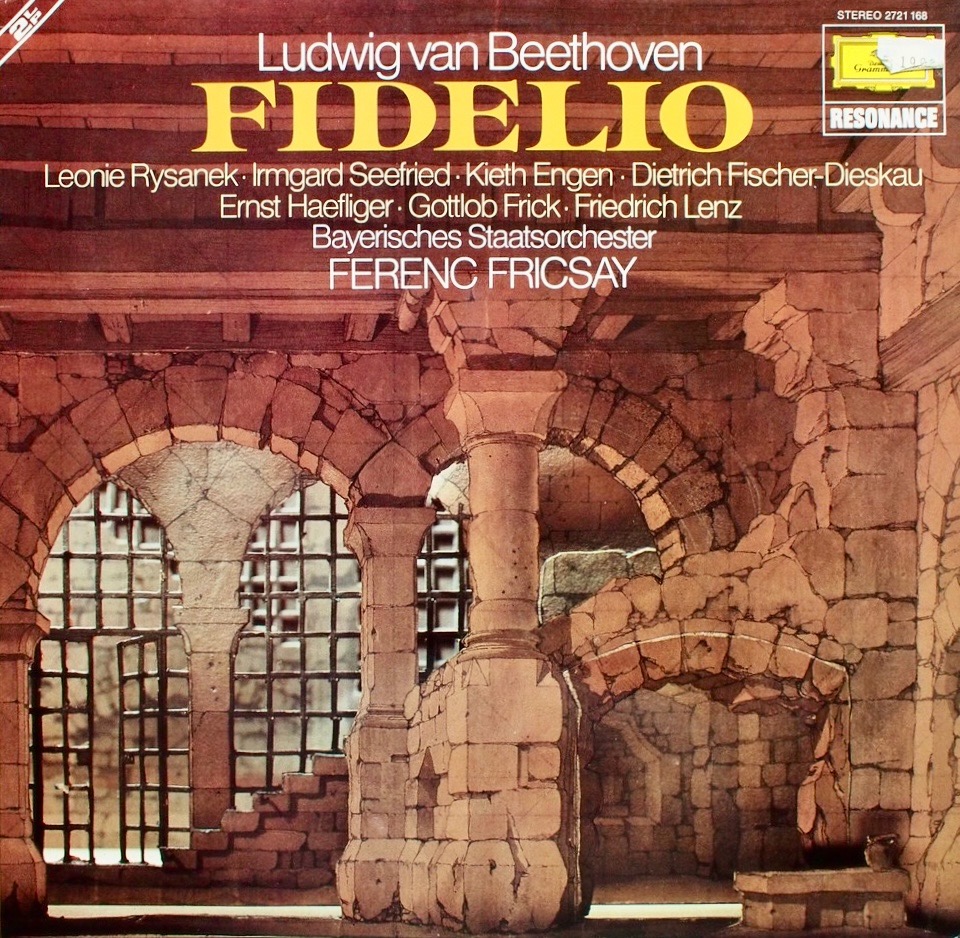 2LP
STEREO 2721 168
Ludwig van Beethoven
FIDELIO
RESONANCE
Leonie Rysanek · Irmgard Seefried · Kieth Engen · Dietrich Fischer-Dieskau
Ernst Haefliger · Gottlob Frick · Friedrich Lenz
Bayerisches Staatsorchester
FERENC FRICSAY